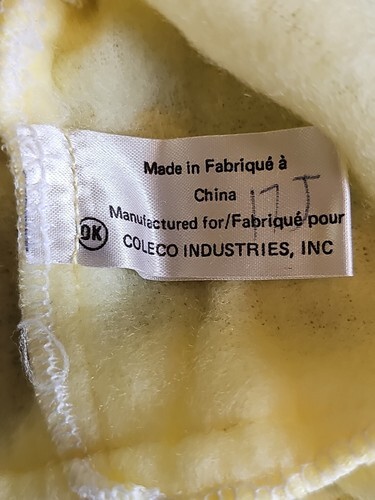 Made in Fabriqué à
China
17J
Manufactured for/Fabriqué pour
OK
COLECO INDUSTRIES, INC